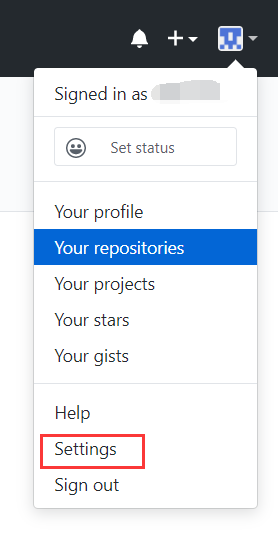 Signed in as
Set status
Your profile
Your repositories
Your projects
Your stars
Your gists
Help
Settings
Sign out